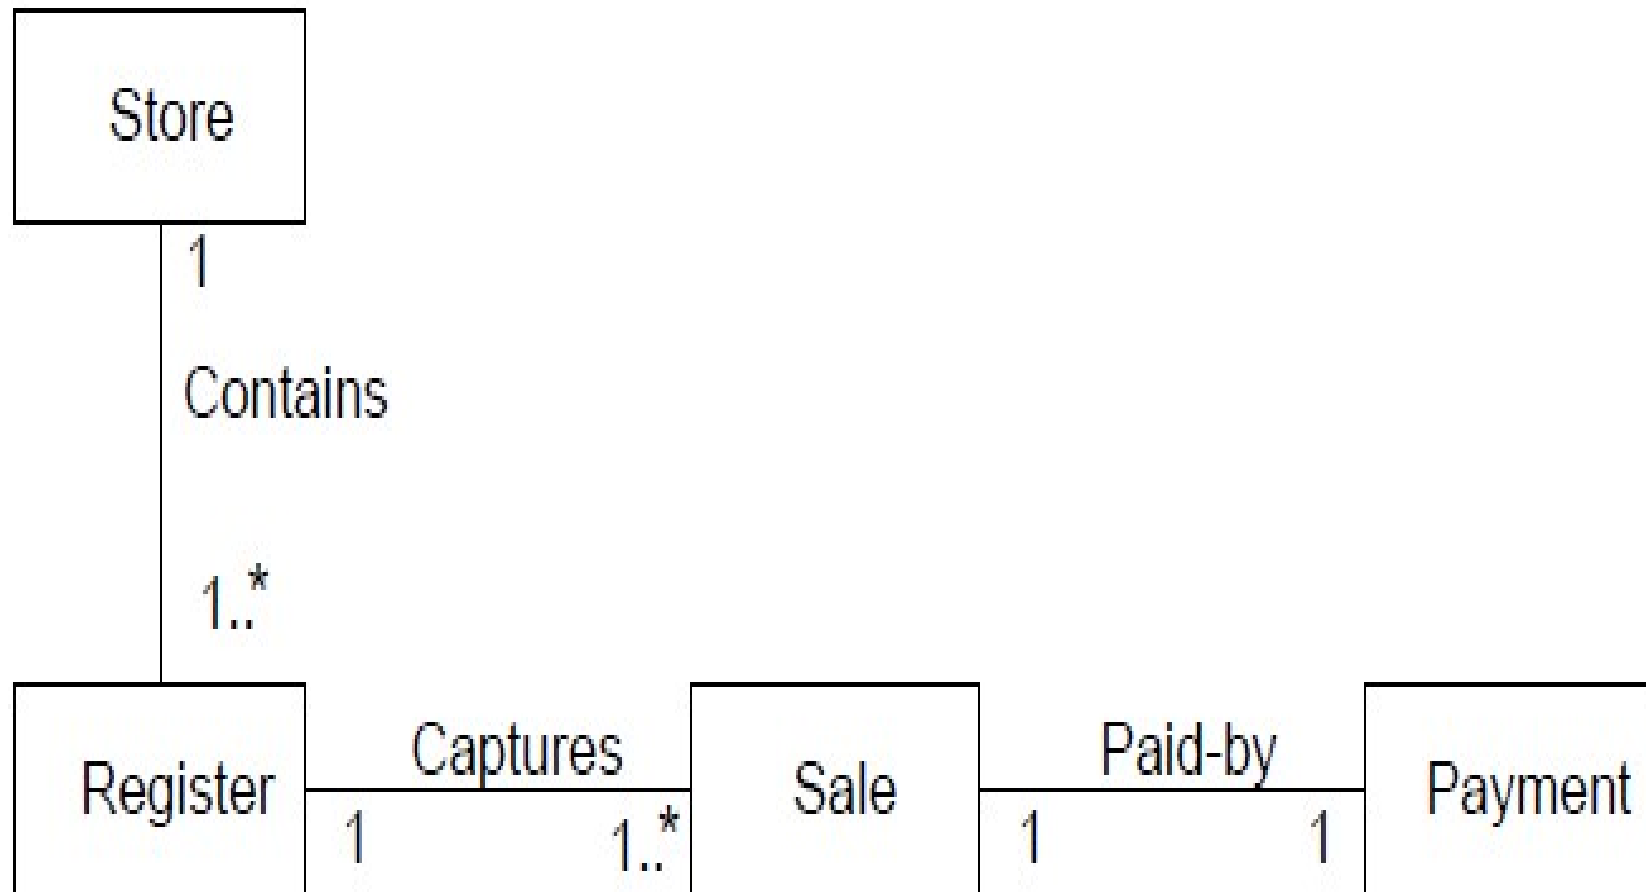 Store
1
Contains
1..*
Register
Captures
1
1..*
Sale
Paid-by
1
1
Payment